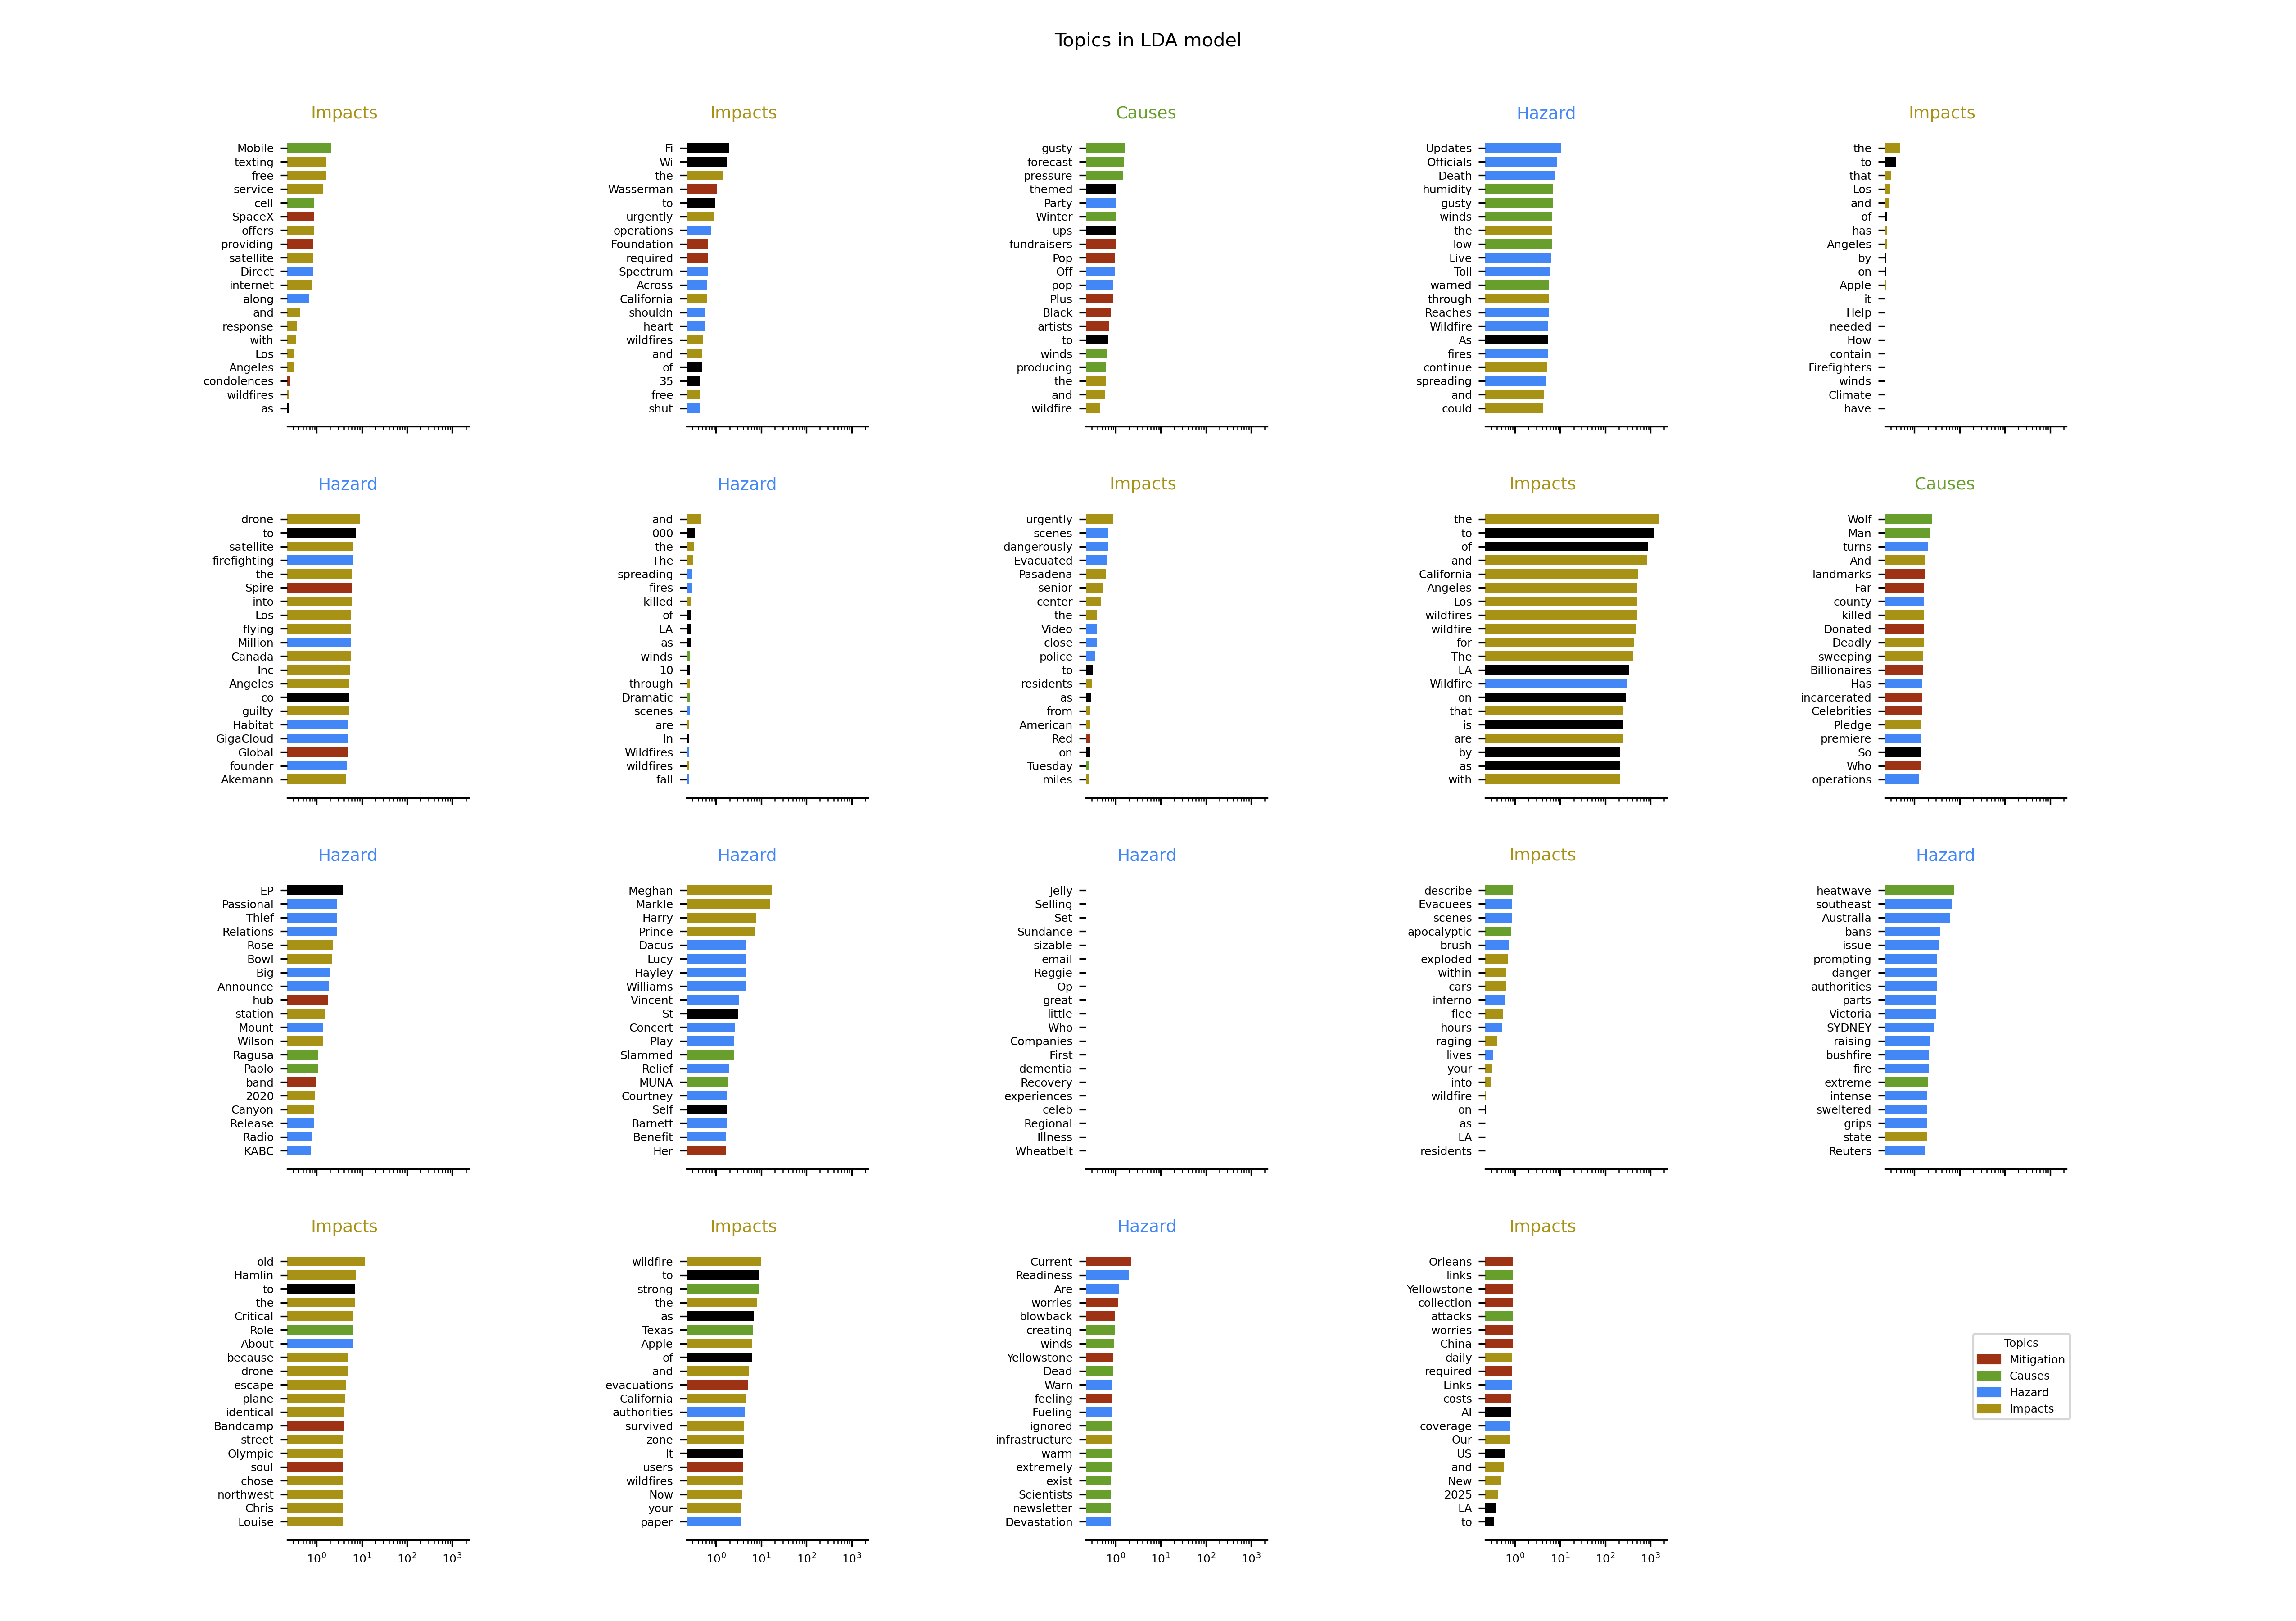 Topics in LDA model
Impacts
Mobile
texting
free
service
cell
SpaceX
offers
providing
satellite
Direct
internet
along
and
response
with
Los
Angeles
condolences
wildfires
as
Impacts
Fi
Wi
the
Wasserman
to
urgently
operations
Foundation
required
Spectrum
Across
California
shouldn
heart
wildfires
and
of
35
free
shut
Causes
gusty
forecast
pressure
themed
Party
Winter
ups
fundraisers
Pop
Off
pop
Plus
Black
artists
to
winds
producing
the
and
wildfire
Hazard
Updates
Officials
Death
humidity
gusty
winds
the
low
Live
Toll
warned
through
Reaches
Wildfire
As
fires
continue
spreading
and
could
Impacts
the
to
that
Los
and
of
has
Angeles
by
on
Apple
it
Help
needed
How
contain
Firefighters
winds
Climate
have
Hazard
drone
to
satellite
firefighting
the
Spire
into
Los
flying
Million
Canada
Inc
Angeles
co
guilty
Habitat
GigaCloud
Global
founder
Akemann
Hazard
and
000
the
The
spreading
fires
killed
of
LA
as
winds
10
through
Dramatic
scenes
are
In
Wildfires
wildfires
fall
Impacts
urgently
scenes
dangerously
Evacuated
Pasadena
senior
center
the
Video
close
police
to
residents
as
from
American
Red
on
Tuesday
miles
Impacts
the
to
of
and
California
Angeles
Los
wildfires
wildfire
for
The
LA
Wildfire
on
that
is
are
by
as
with
Causes
Wolf
Man
turns
And
landmarks
Far
county
killed
Donated
Deadly
sweeping
Billionaires
Has
incarcerated
Celebrities
Pledge
premiere
So
Who
operations
Hazard
EP
Passional
Thief
Relations
Rose
Bowl
Big
Announce
hub
station
Mount
Wilson
Ragusa
Paolo
band
2020
Canyon
Release
Radio
KABC
Hazard
Meghan
Markle
Harry
Prince
Dacus
Lucy
Hayley
Williams
Vincent
St
Concert
Play
Slammed
Relief
MUNA
Courtney
Self
Barnett
Benefit
Her
Hazard
Jelly
Selling
Set
Sundance
sizable
email
Reggie
Op
great
little
Who
Companies
First
dementia
Recovery
experiences
celeb
Regional
Illness
Wheatbelt
Impacts
describe
Evacuees
scenes
apocalyptic
brush
exploded
within
cars
inferno
flee
hours
raging
lives
your
into
wildfire
on
as
LA
residents
Hazard
heatwave
southeast
Australia
bans
issue
prompting
danger
authorities
parts
Victoria
SYDNEY
raising
bushfire
fire
extreme
intense
sweltered
grips
state
Reuters
Impacts
old
Hamlin
to
the
Critical
Role
About
because
drone
escape
plane
identical
Bandcamp
street
Olympic
soul
chose
northwest
Chris
Louise
10⁰ 10¹ 10² 10³
Impacts
wildfire
to
strong
the
as
Texas
Apple
of
and
evacuations
California
authorities
survived
zone
It
users
wildfires
Now
your
paper
10⁰ 10¹ 10² 10³
Hazard
Current
Readiness
Are
worries
blowback
creating
winds
Yellowstone
Dead
Warn
feeling
Fueling
ignored
infrastructure
warm
extremely
exist
Scientists
newsletter
Devastation
10⁰ 10¹ 10² 10³
Impacts
Orleans
links
Yellowstone
collection
attacks
worries
China
daily
required
Links
costs
AI
coverage
Our
US
and
New
2025
LA
to
10⁰ 10¹ 10² 10³
Topics
Mitigation
Causes
Hazard
Impacts